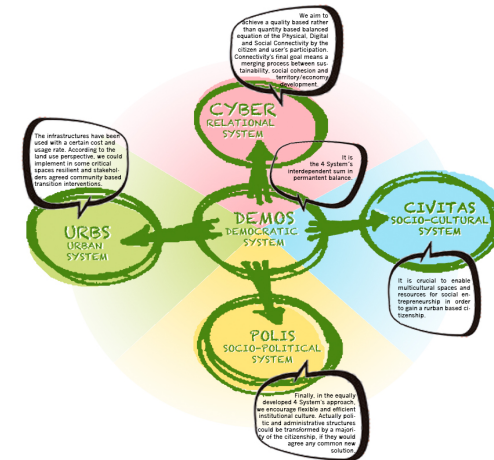 We aim to
achieve a quality based rather
than quantity based balanced
equation of the Physical, Digital
and Social Connectivity by the
citizen and user's participation.
Connectivity's final goal means a
merging process between sus-
tainability, social cohesion and
territory/economy
development.
CYBER
RELATIONAL
SYSTEM
The infrastructures have been
used with a certain cost and
usage rate. According to the
land use perspective, we could
implement in some critical
spaces resilient and stakehol-
ders agreed community based
transition interventions.
It is
the 4 System's
interdependent sum in
permantent balance.
URBS
URBAN
SYSTEM
DEMOS
DEMOCRATIC
SYSTEM
CIVITAS
SOCIO-CULTURAL
SYSTEM
It is crucial to enable
multicultural spaces and
resources for social en-
trepreneurship in order
to gain a rurban based ci-
tizenship.
POLIS
SOCIO-POLITICAL
SYSTEM
Finally, in the equally
developed 4 System's approach,
we encourage flexible and efficient
institutional culture. Actually poli-
tic and administrative structures
could be transformed by a majori-
ty of the citizenship, if they would
agree any common new
solution.